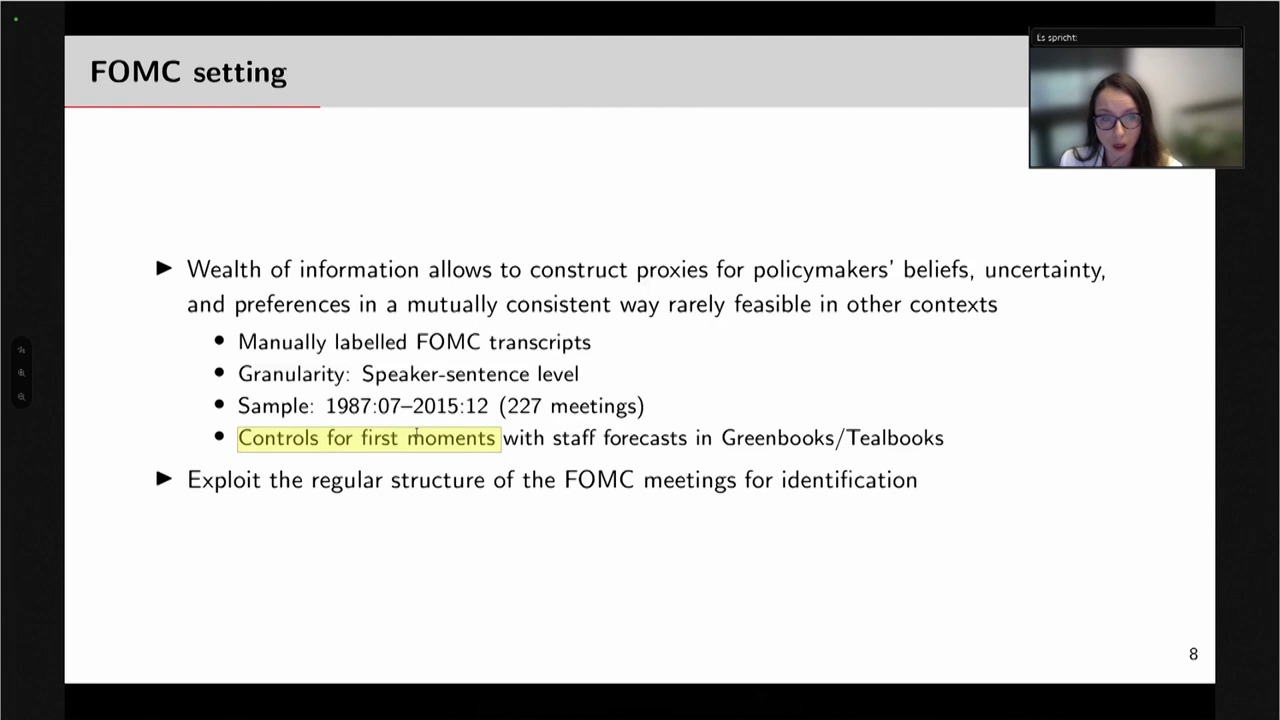 FOMC setting
Es spricht:
▶ Wealth of information allows to construct proxies for policymakers' beliefs, uncertainty,
and preferences in a mutually consistent way rarely feasible in other contexts
• Manually labelled FOMC transcripts
• Granularity: Speaker-sentence level
• Sample: 1987:07–2015:12 (227 meetings)
• Controls for first moments with staff forecasts in Greenbooks/Tealbooks
▶ Exploit the regular structure of the FOMC meetings for identification
8